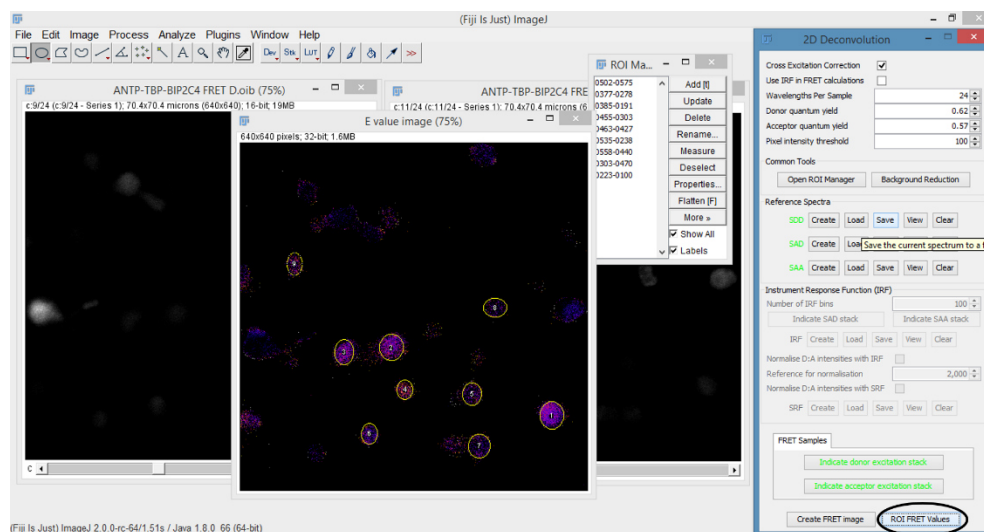 (Fiji Is Just) ImageJ
File Edit Image Process Analyze Plugins Window Help
A Dev Stk LUT >>
ANTP-TBP-BIP2C4 FRET D.oib (75%)
c:9/24 (c:9/24 - Series 1); 70.4x70.4 microns (640x640); 16-bit; 19MB
ANTP-TBP-BIP2C4 FRE
c:11/24 (c:11/24 - Series 1); 70.4x70.4 microns (6
E value image (75%)
640x640 pixels; 32-bit; 1.6MB
9
8
3
2
4
5
1
6
7
c
ROI Ma...
0502-0575
0377-0278
0385-0191
0455-0303
0463-0427
0535-0238
0558-0440
0303-0470
0223-0100
Add [t]
Update
Delete
Rename...
Measure
Deselect
Properties...
Flatten [F]
More »
Show All
Labels
2D Deconvolution
Cross Excitation Correction
Use IRF in FRET calculations
Wavelengths Per Sample 24
Donor quantum yield 0.62
Acceptor quantum yield 0.57
Pixel intensity threshold 100
Common Tools
Open ROI Manager Background Reduction
Reference Spectra
SDD Create Load Save View Clear
SAD Create Loa Save the current spectrum to a f
SAA Create Load Save View Clear
Instrument Response Function (IRF)
Number of IRF bins 100
Indicate SAD stack Indicate SAA stack
IRF Create Load Save View Clear
Normalise D:A intensities with IRF
Reference for normalisation 2,000
Normalise D:A intensities with SRF
SRF Create Load Save View Clear
FRET Samples
Indicate donor excitation stack
Indicate acceptor excitation stack
Create FRET image ROI FRET Values
(Fiji Is Just) ImageJ 2.0.0-rc-64/1.51s / Java 1.8.0_66 (64-bit)